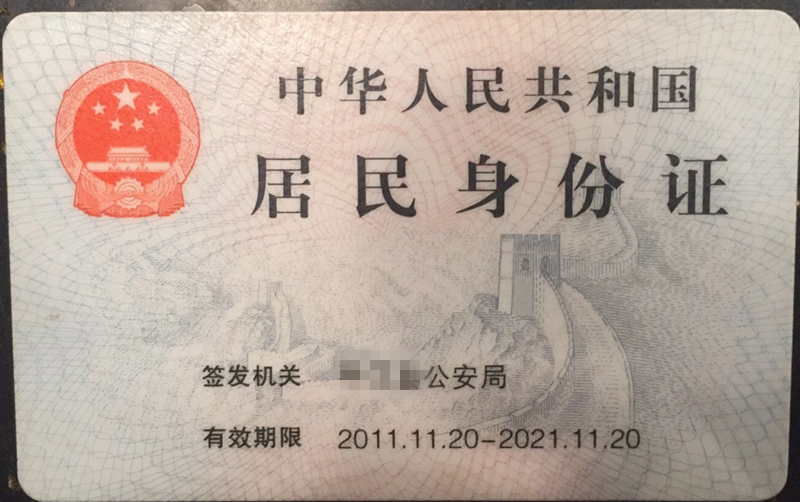 中华人民共和国
居民身份证
签发机关 公安局
有效期限 2011.11.20-2021.11.20